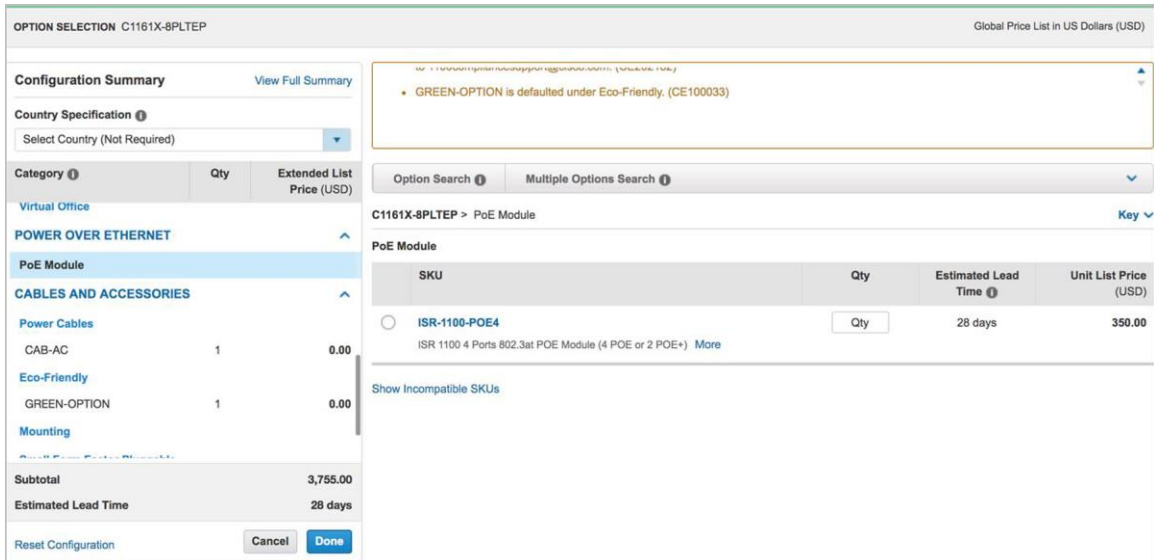 OPTION SELECTION C1161X-8PLTEP
Global Price List in US Dollars (USD)
Configuration Summary
View Full Summary
Country Specification
Select Country (Not Required)
Category Qty Extended List Price (USD)
Virtual Office
POWER OVER ETHERNET
PoE Module
CABLES AND ACCESSORIES
Power Cables
CAB-AC 1 0.00
Eco-Friendly
GREEN-OPTION 1 0.00
Mounting
Subtotal 3,755.00
Estimated Lead Time 28 days
Reset Configuration
Cancel
Done
• GREEN-OPTION is defaulted under Eco-Friendly. (CE100033)
Option Search
Multiple Options Search
C1161X-8PLTEP > PoE Module
Key
PoE Module
SKU Qty Estimated Lead Time Unit List Price (USD)
ISR-1100-POE4 Qty 28 days 350.00
ISR 1100 4 Ports 802.3at POE Module (4 POE or 2 POE+) More
Show Incompatible SKUs